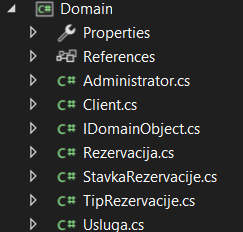 Domain
Properties
References
Administrator.cs
Client.cs
IDomainObject.cs
Rezervacija.cs
StavkaRezervacije.cs
TipRezervacije.cs
Usluga.cs